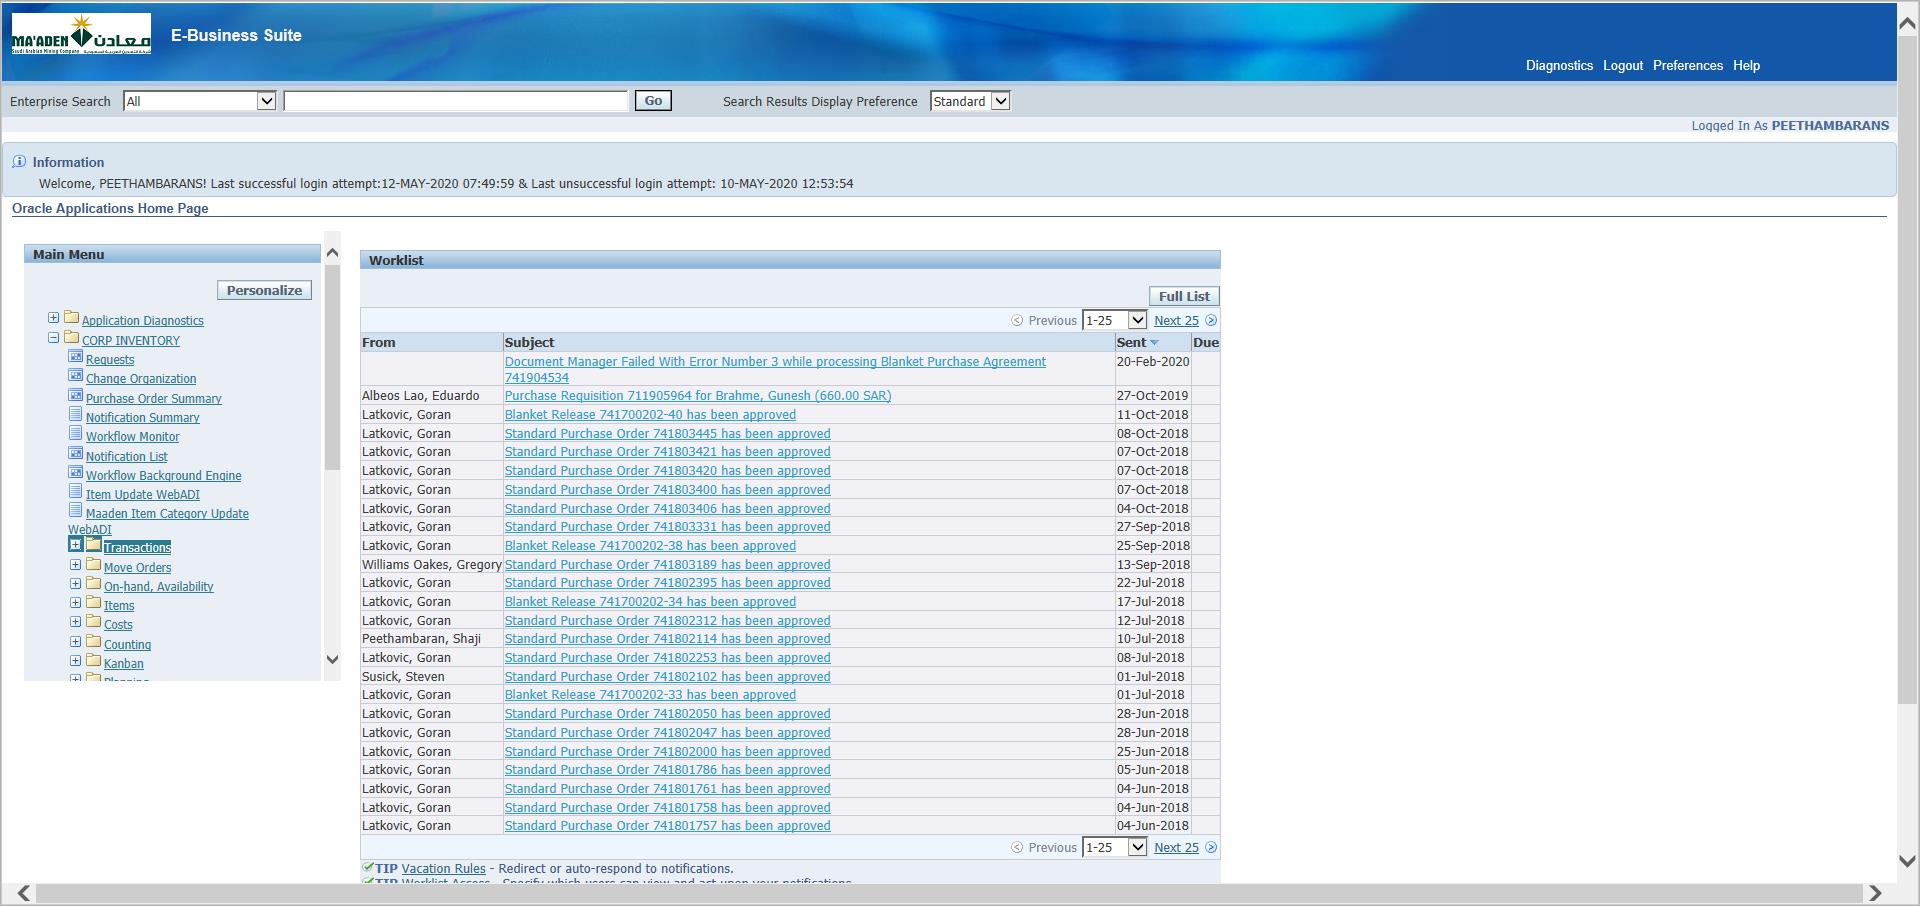 MA'ADEN معادن
Saudi Arabian Mining Company
E-Business Suite
Diagnostics Logout Preferences Help
Enterprise Search All Go Search Results Display Preference Standard
Logged In As PEETHAMBARANS
Information
Welcome, PEETHAMBARANS! Last successful login attempt:12-MAY-2020 07:49:59 & Last unsuccessful login attempt: 10-MAY-2020 12:53:54
Oracle Applications Home Page
Main Menu
Personalize
Application Diagnostics
CORP INVENTORY
Requests
Change Organization
Purchase Order Summary
Notification Summary
Workflow Monitor
Notification List
Workflow Background Engine
Item Update WebADI
Maaden Item Category Update
WebADI
Transactions
Move Orders
On-hand, Availability
Items
Costs
Counting
Kanban
Planning
Worklist
Full List
Previous 1-25 Next 25
From Subject Sent Due
Document Manager Failed With Error Number 3 while processing Blanket Purchase Agreement 20-Feb-2020
741904534
Albeos Lao, Eduardo Purchase Requisition 711905964 for Brahme, Gunesh (660.00 SAR) 27-Oct-2019
Latkovic, Goran Blanket Release 741700202-40 has been approved 11-Oct-2018
Latkovic, Goran Standard Purchase Order 741803445 has been approved 08-Oct-2018
Latkovic, Goran Standard Purchase Order 741803421 has been approved 07-Oct-2018
Latkovic, Goran Standard Purchase Order 741803420 has been approved 07-Oct-2018
Latkovic, Goran Standard Purchase Order 741803400 has been approved 07-Oct-2018
Latkovic, Goran Standard Purchase Order 741803406 has been approved 04-Oct-2018
Latkovic, Goran Standard Purchase Order 741803331 has been approved 27-Sep-2018
Latkovic, Goran Blanket Release 741700202-38 has been approved 25-Sep-2018
Williams Oakes, Gregory Standard Purchase Order 741803189 has been approved 13-Sep-2018
Latkovic, Goran Standard Purchase Order 741802395 has been approved 22-Jul-2018
Latkovic, Goran Blanket Release 741700202-34 has been approved 17-Jul-2018
Latkovic, Goran Standard Purchase Order 741802312 has been approved 12-Jul-2018
Peethambaran, Shaji Standard Purchase Order 741802114 has been approved 10-Jul-2018
Latkovic, Goran Standard Purchase Order 741802253 has been approved 08-Jul-2018
Susick, Steven Standard Purchase Order 741802102 has been approved 01-Jul-2018
Latkovic, Goran Blanket Release 741700202-33 has been approved 01-Jul-2018
Latkovic, Goran Standard Purchase Order 741802050 has been approved 28-Jun-2018
Latkovic, Goran Standard Purchase Order 741802047 has been approved 28-Jun-2018
Latkovic, Goran Standard Purchase Order 741802000 has been approved 25-Jun-2018
Latkovic, Goran Standard Purchase Order 741801786 has been approved 05-Jun-2018
Latkovic, Goran Standard Purchase Order 741801761 has been approved 04-Jun-2018
Latkovic, Goran Standard Purchase Order 741801758 has been approved 04-Jun-2018
Latkovic, Goran Standard Purchase Order 741801757 has been approved 04-Jun-2018
Previous 1-25 Next 25
TIP Vacation Rules - Redirect or auto-respond to notifications.
TIP Worklist Access - Specify which users can view and act upon your notifications.